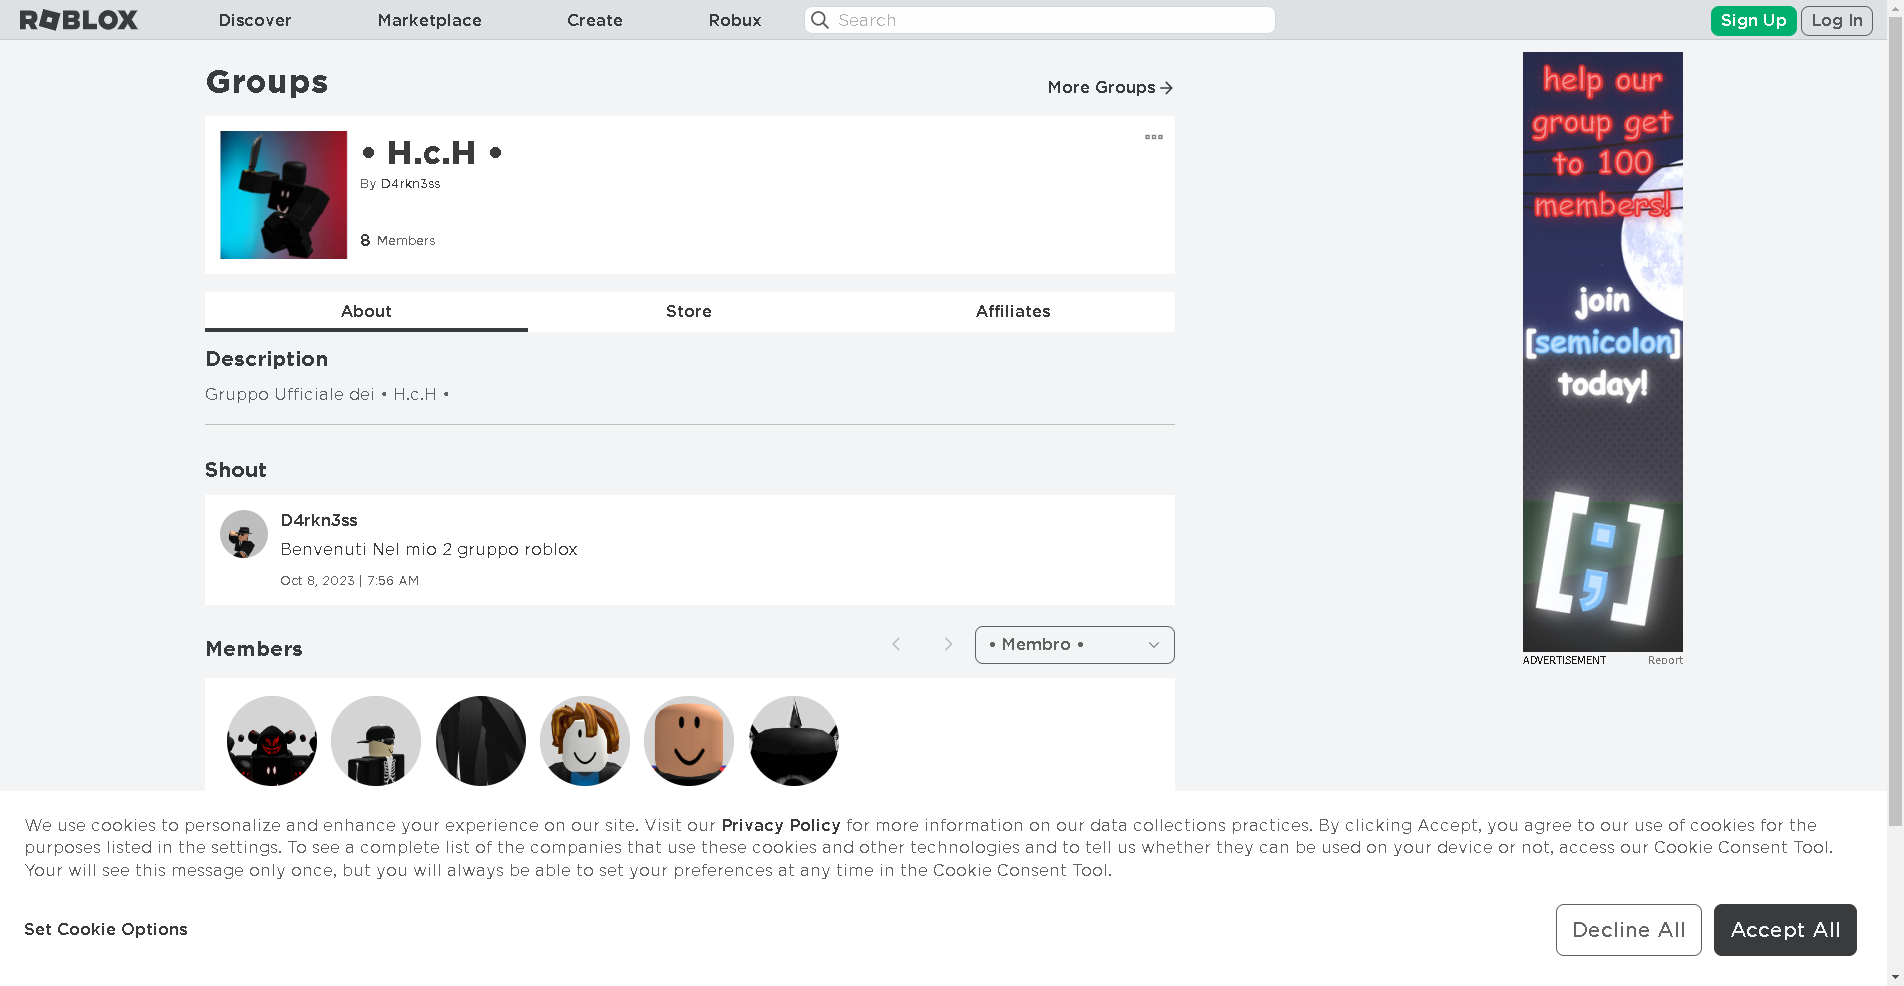 ROBLOX
Discover
Marketplace
Create
Robux
Search
Sign Up
Log In
Groups
More Groups
• H.c.H •
By D4rkn3ss
8 Members
About
Store
Affiliates
Description
Gruppo Ufficiale dei • H.c.H •
Shout
D4rkn3ss
Benvenuti Nel mio 2 gruppo roblox
Oct 8, 2023 | 7:56 AM
Members
• Membro •
help our
group get
to 100
members!
join
[semicolon]
today!
[;]
ADVERTISEMENT
Report
We use cookies to personalize and enhance your experience on our site. Visit our Privacy Policy for more information on our data collections practices. By clicking Accept, you agree to our use of cookies for the
purposes listed in the settings. To see a complete list of the companies that use these cookies and other technologies and to tell us whether they can be used on your device or not, access our Cookie Consent Tool.
Your will see this message only once, but you will always be able to set your preferences at any time in the Cookie Consent Tool.
Set Cookie Options
Decline All
Accept All